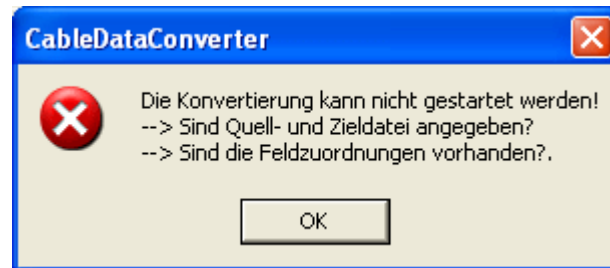 CableDataConverter
Die Konvertierung kann nicht gestartet werden!
--> Sind Quell- und Zieldatei angegeben?
--> Sind die Feldzuordnungen vorhanden?.
OK